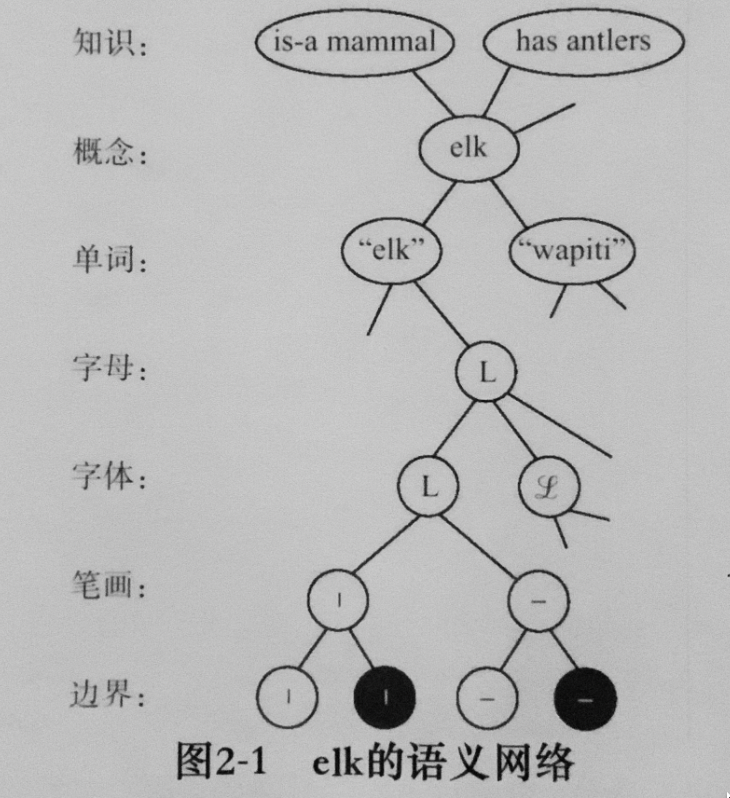 知识: is-a mammal has antlers
概念: elk
单词: “elk” “wapiti”
字母: L
字体: L ℒ
笔画: | –
边界: | | – –
图2-1 elk的语义网络